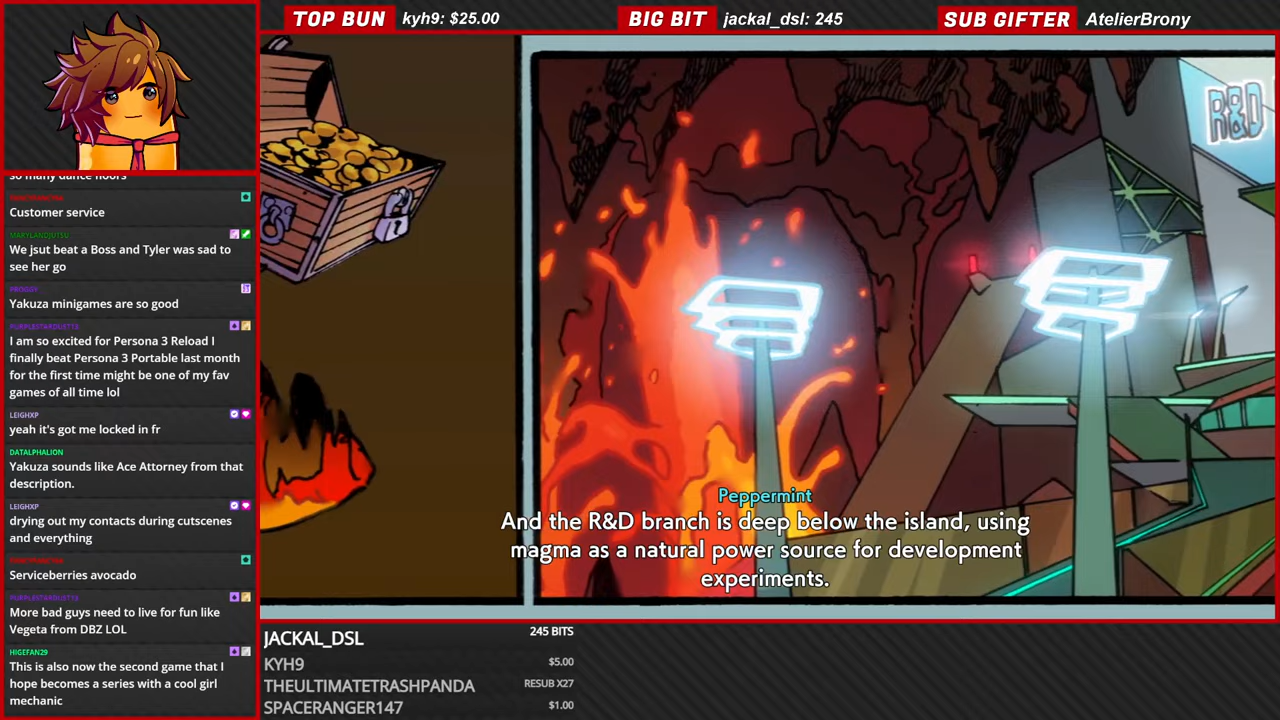 TOP BUN kyh9: $25.00 BIG BIT jackal_dsl: 245 SUB GIFTER AtelierBrony
so many dance floors
Customer service
MARYLANDJUTSU
We jsut beat a Boss and Tyler was sad to
see her go
PROGGY
Yakuza minigames are so good
I am so excited for Persona 3 Reload I
finally beat Persona 3 Portable last month
for the first time might be one of my fav
games of all time lol
LEIGHXP
yeah it's got me locked in fr
DATALPHALION
Yakuza sounds like Ace Attorney from that
description.
LEIGHXP
drying out my contacts during cutscenes
and everything
Serviceberries avocado
More bad guys need to live for fun like
Vegeta from DBZ LOL
HIGEFAN29
This is also now the second game that I
hope becomes a series with a cool girl
mechanic
R&D
Peppermint
And the R&D branch is deep below the island, using
magma as a natural power source for development
experiments.
JACKAL_DSL 245 BITS
KYH9 $5.00
THEULTIMATETRASHPANDA RESUB X27
SPACERANGER147 $1.00